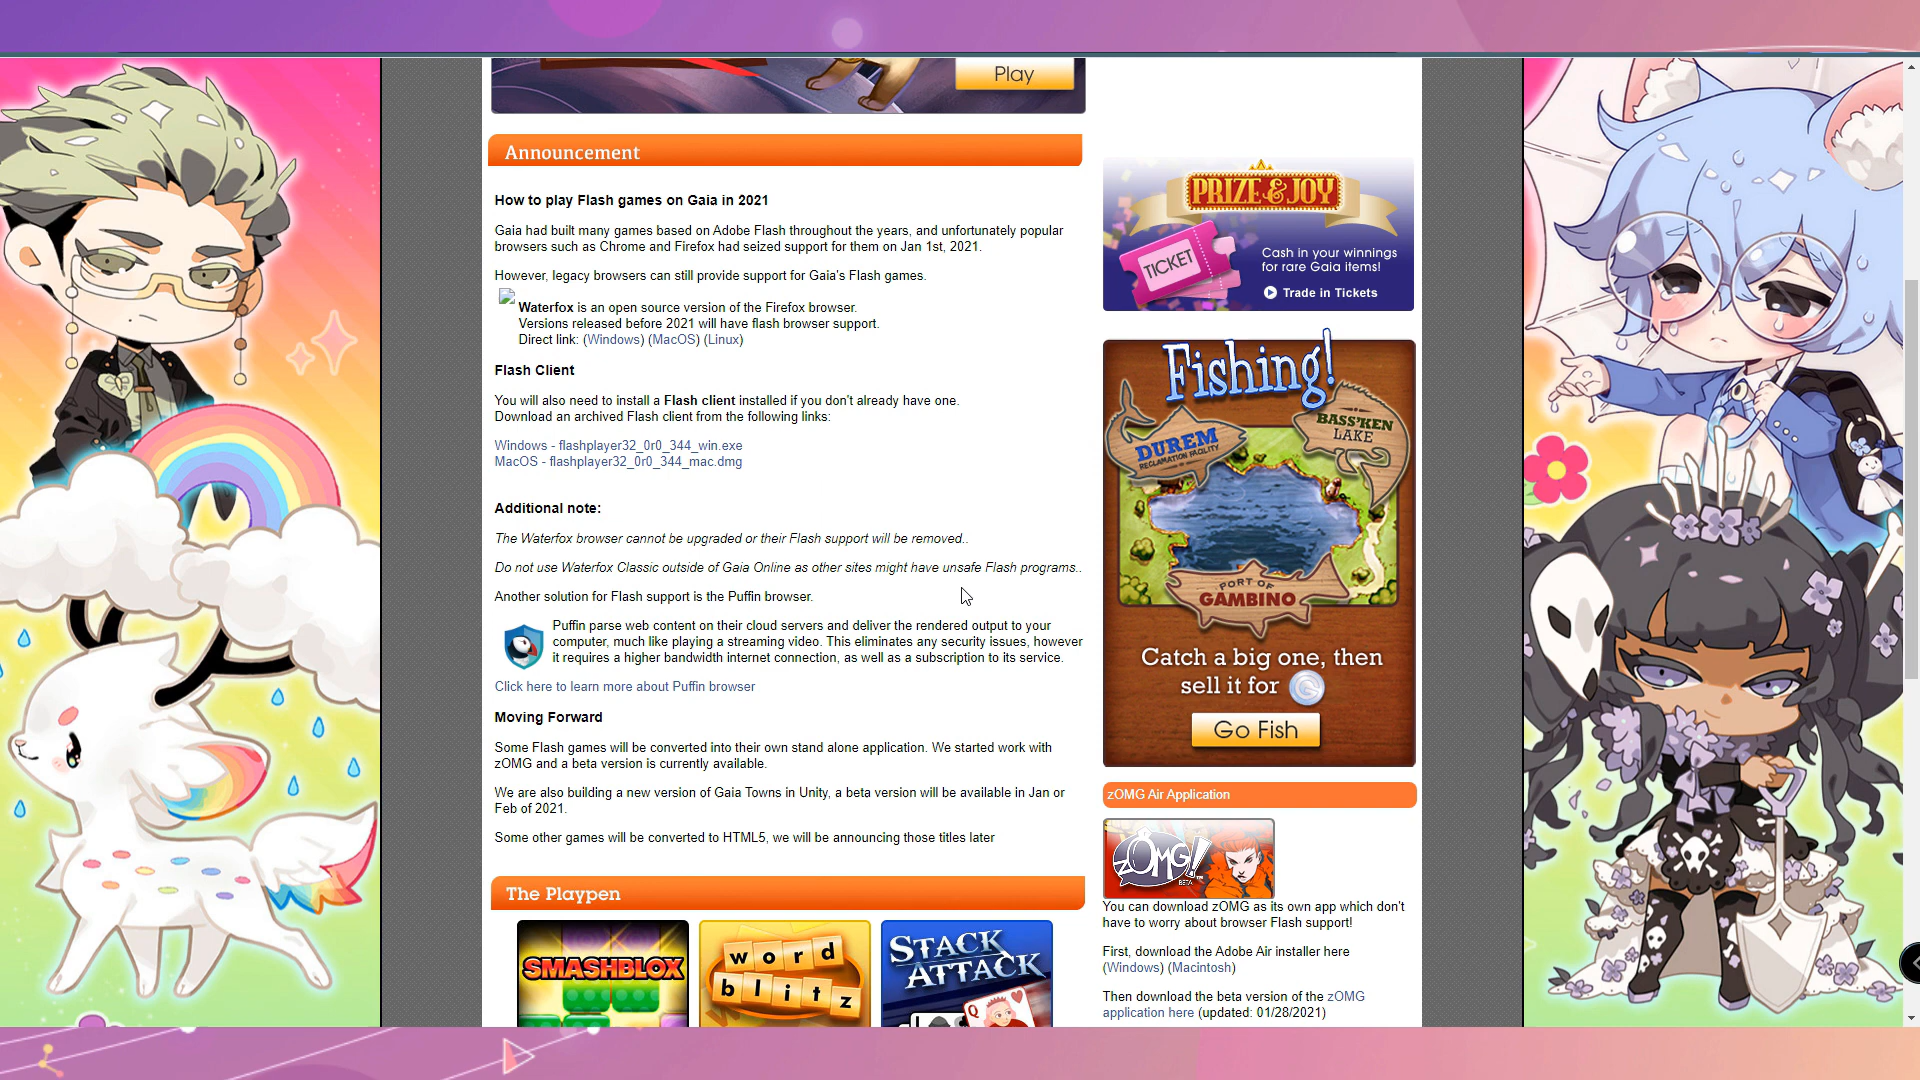 Play
Announcement
How to play Flash games on Gaia in 2021
Gaia had built many games based on Adobe Flash throughout the years, and unfortunately popular
browsers such as Chrome and Firefox had seized support for them on Jan 1st, 2021.
However, legacy browsers can still provide support for Gaia's Flash games.
Waterfox is an open source version of the Firefox browser.
Versions released before 2021 will have flash browser support.
Direct link: (Windows) (MacOS) (Linux)
Flash Client
You will also need to install a Flash client installed if you don't already have one.
Download an archived Flash client from the following links:
Windows - flashplayer32_0r0_344_win.exe
MacOS - flashplayer32_0r0_344_mac.dmg
Additional note:
The Waterfox browser cannot be upgraded or their Flash support will be removed..
Do not use Waterfox Classic outside of Gaia Online as other sites might have unsafe Flash programs..
Another solution for Flash support is the Puffin browser.
Puffin parse web content on their cloud servers and deliver the rendered output to your
computer, much like playing a streaming video. This eliminates any security issues, however
it requires a higher bandwidth internet connection, as well as a subscription to its service.
Click here to learn more about Puffin browser
Moving Forward
Some Flash games will be converted into their own stand alone application. We started work with
zOMG and a beta version is currently available.
We are also building a new version of Gaia Towns in Unity, a beta version will be available in Jan or
Feb of 2021.
Some other games will be converted to HTML5, we will be announcing those titles later
The Playpen
SMASHBLOX
word
blitz
STACK
ATTACK
Q
PRIZE & JOY
TICKET
Cash in your winnings
for rare Gaia items!
Trade in Tickets
Fishing!
BASS'KEN
LAKE
DUREM
RECLAMATION FACILITY
PORT OF
GAMBINO
Catch a big one, then
sell it for G
Go Fish
zOMG Air Application
zOMG!
BETA
You can download zOMG as its own app which don't
have to worry about browser Flash support!
First, download the Adobe Air installer here
(Windows) (Macintosh)
Then download the beta version of the zOMG
application here (updated: 01/28/2021)